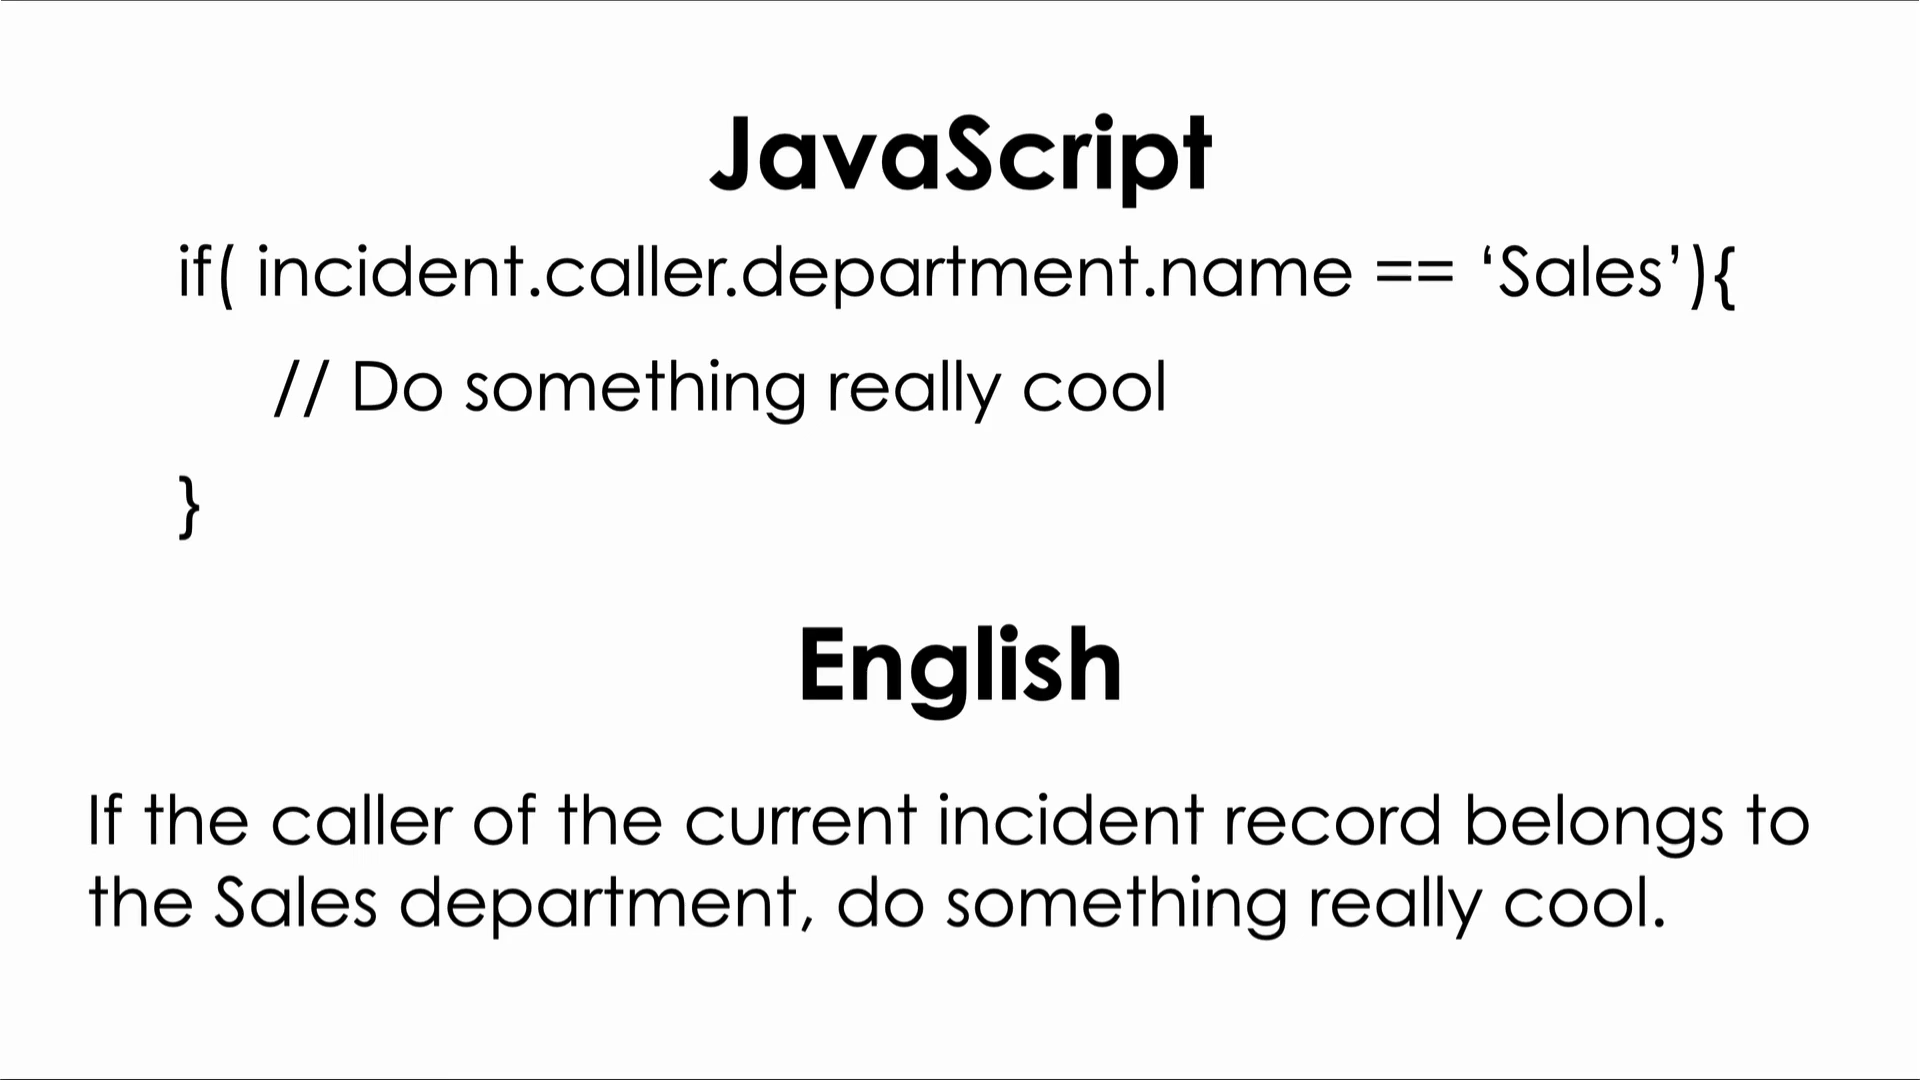 JavaScript
if( incident.caller.department.name == ‘Sales’){
// Do something really cool
}
English
If the caller of the current incident record belongs to
the Sales department, do something really cool.